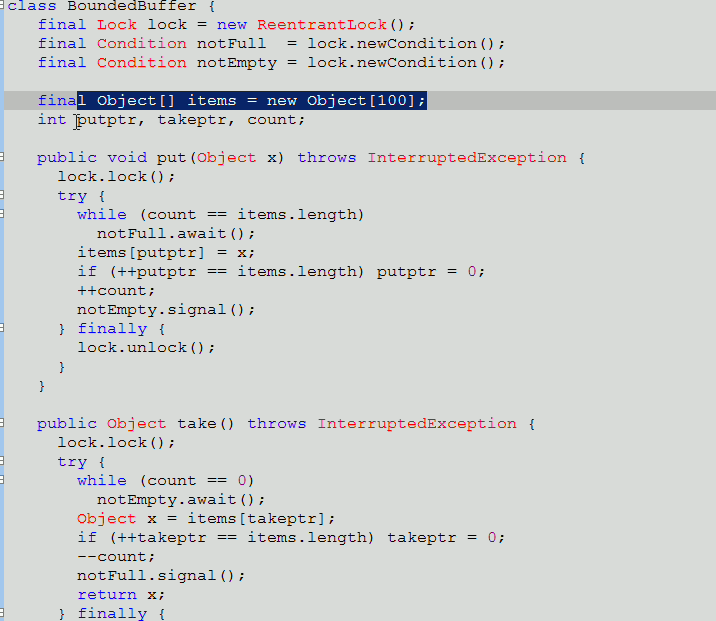 class BoundedBuffer {
   final Lock lock = new ReentrantLock();
   final Condition notFull  = lock.newCondition();
   final Condition notEmpty = lock.newCondition();

   final Object[] items = new Object[100];
   int putptr, takeptr, count;

   public void put(Object x) throws InterruptedException {
     lock.lock();
     try {
       while (count == items.length)
         notFull.await();
       items[putptr] = x;
       if (++putptr == items.length) putptr = 0;
       ++count;
       notEmpty.signal();
     } finally {
       lock.unlock();
     }
   }

   public Object take() throws InterruptedException {
     lock.lock();
     try {
       while (count == 0)
         notEmpty.await();
       Object x = items[takeptr];
       if (++takeptr == items.length) takeptr = 0;
       --count;
       notFull.signal();
       return x;
     } finally {